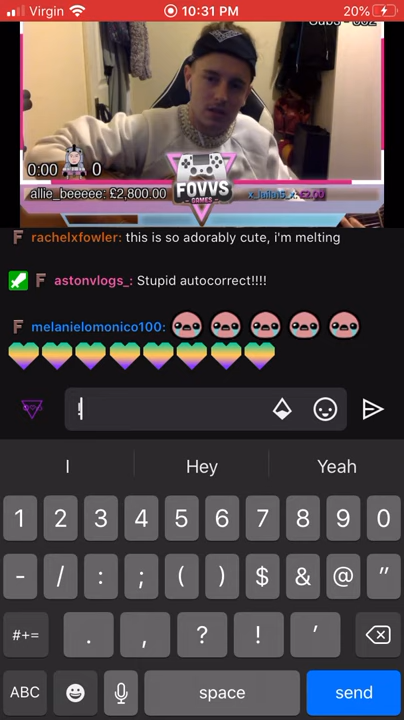 Virgin
10:31 PM
20%
0:00
0
allie_beeeee: £2,800.00
FOVVS
GAMES
£2.00
rachelxfowler: this is so adorably cute, i'm melting
astonvlogs_: Stupid autocorrect!!!!
melanielomonico100:
!
I
Hey
Yeah
1 2 3 4 5 6 7 8 9 0
- / : ; ( ) $ & @ "
#+= . , ? ! '
ABC
space
send